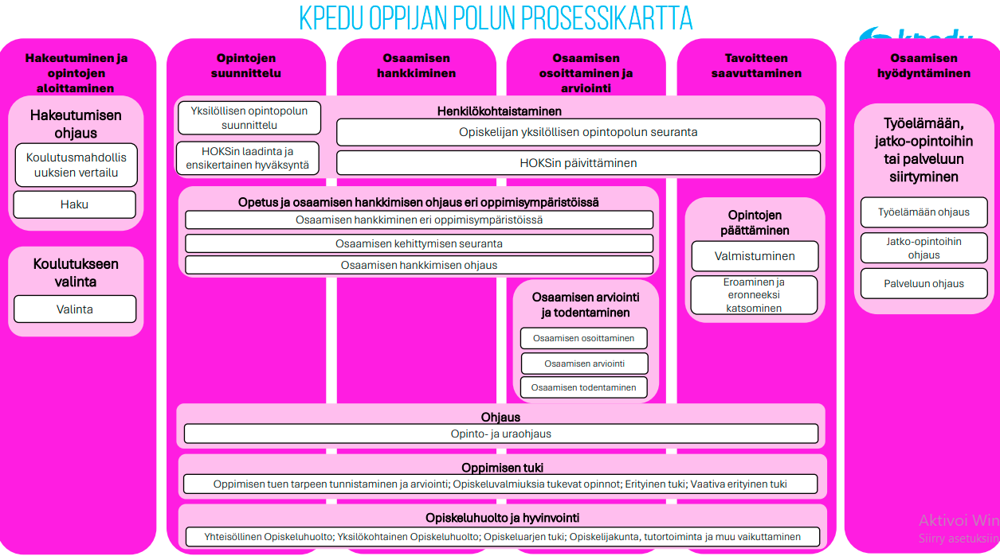 KPEDU OPPIJAN POLUN PROSESSIKARTTA
kpedu
Hakeutuminen ja
opintojen
aloittaminen
Hakeutumisen
ohjaus
Koulutusmahdollis
uuksien vertailu
Haku
Koulutukseen
valinta
Valinta
Opintojen
suunnittelu
Osaamisen
hankkiminen
Osaamisen
osoittaminen ja
arviointi
Tavoitteen
saavuttaminen
Henkilökohtaistaminen
Yksilöllisen opintopolun
suunnittelu
HOKSin laadinta ja
ensikertainen hyväksyntä
Opiskelijan yksilöllisen opintopolun seuranta
HOKSin päivittäminen
Opetus ja osaamisen hankkimisen ohjaus eri oppimisympäristöissä
Osaamisen hankkiminen eri oppimisympäristöissä
Osaamisen kehittymisen seuranta
Osaamisen hankkimisen ohjaus
Osaamisen arviointi
ja todentaminen
Osaamisen osoittaminen
Osaamisen arviointi
Osaamisen todentaminen
Opintojen
päättäminen
Valmistuminen
Eroaminen ja
eronneeksi
katsominen
Ohjaus
Opinto- ja uraohjaus
Oppimisen tuki
Oppimisen tuen tarpeen tunnistaminen ja arviointi; Opiskeluvalmiuksia tukevat opinnot; Erityinen tuki; Vaativa erityinen tuki
Opiskeluhuolto ja hyvinvointi
Yhteisöllinen Opiskeluhuolto; Yksilökohtainen Opiskeluhuolto; Opiskeluarjen tuki; Opiskelijakunta, tutortoiminta ja muu vaikuttaminen
Osaamisen
hyödyntäminen
Työelämään,
jatko-opintoihin
tai palveluun
siirtyminen
Työelämään ohjaus
Jatko-opintoihin
ohjaus
Palveluun ohjaus
Aktivoi Win
Siirry asetuksiin